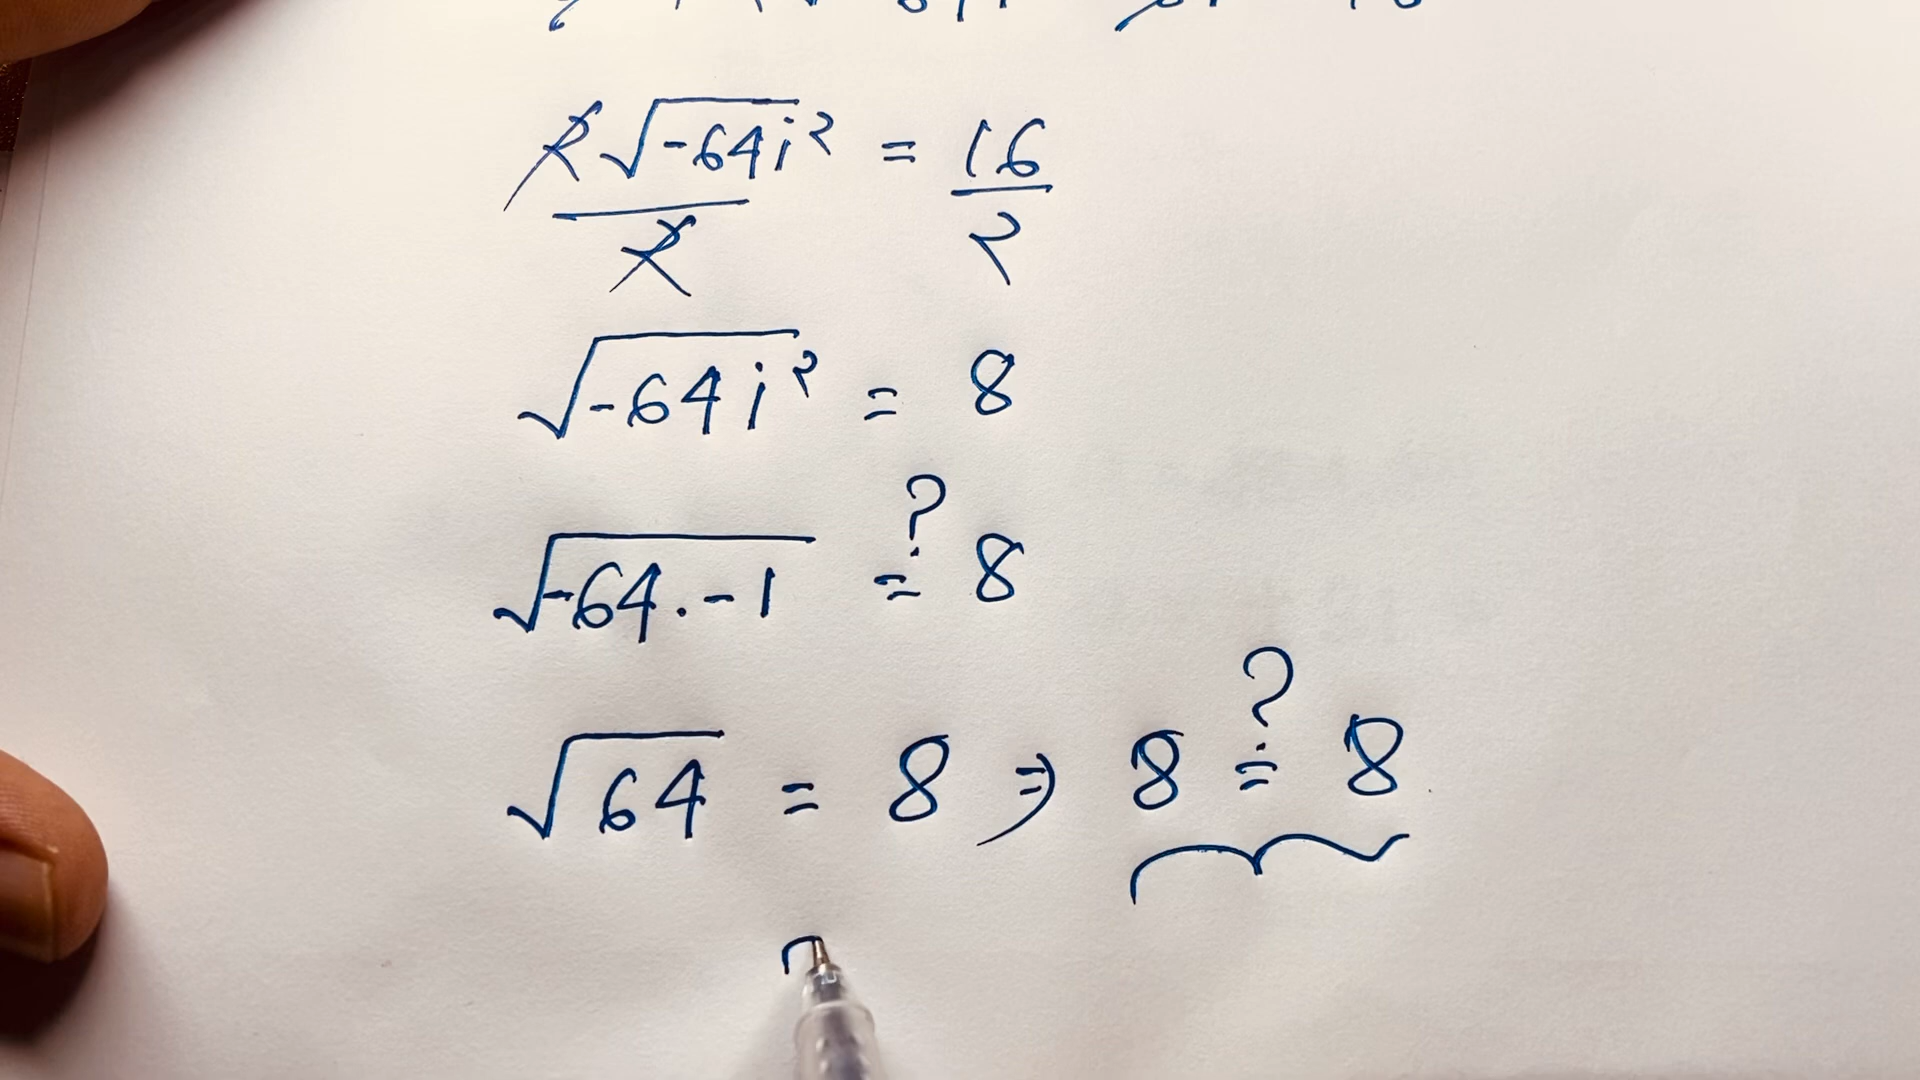 2√-64i² = 16
2 2
√-64i² = 8
?
√-64.-1 = 8
?
√64 = 8 ⇒ 8 = 8